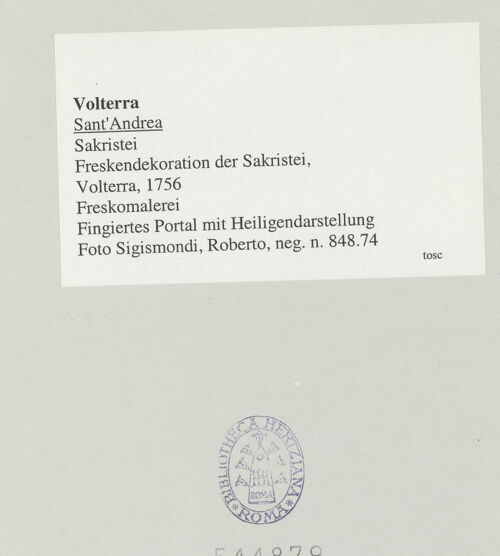 Volterra
Sant'Andrea
Sakristei
Freskendekoration der Sakristei,
Volterra, 1756
Freskomalerei
Fingiertes Portal mit Heiligendarstellung
Foto Sigismondi, Roberto, neg. n. 848.74
tosc
BIBLIOTHECA HERTZIANA
ROMA
ROMA